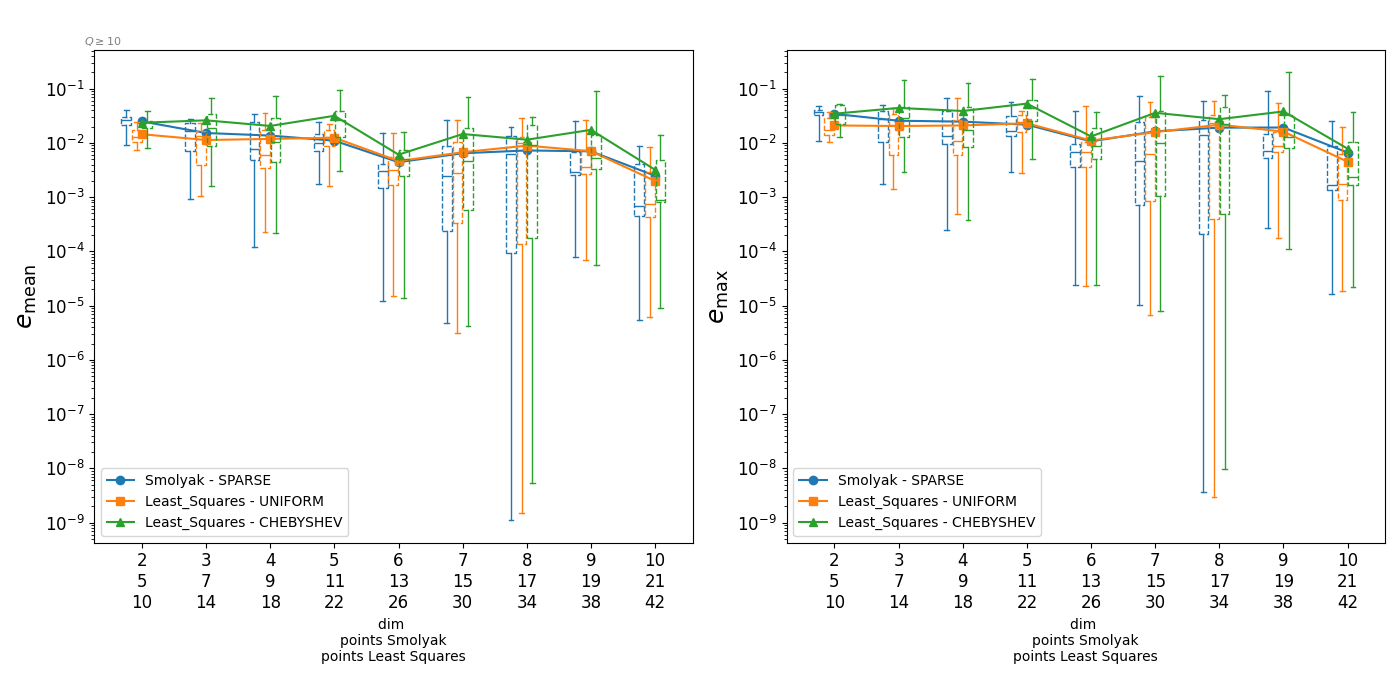 Q ≥ 10
10⁻¹
10⁻²
10⁻³
10⁻⁴
10⁻⁵
10⁻⁶
10⁻⁷
10⁻⁸
10⁻⁹
e_mean
Smolyak - SPARSE
Least_Squares - UNIFORM
Least_Squares - CHEBYSHEV
2 3 4 5 6 7 8 9 10
5 7 9 11 13 15 17 19 21
10 14 18 22 26 30 34 38 42
dim
points Smolyak
points Least Squares
10⁻¹
10⁻²
10⁻³
10⁻⁴
10⁻⁵
10⁻⁶
10⁻⁷
10⁻⁸
10⁻⁹
e_max
Smolyak - SPARSE
Least_Squares - UNIFORM
Least_Squares - CHEBYSHEV
2 3 4 5 6 7 8 9 10
5 7 9 11 13 15 17 19 21
10 14 18 22 26 30 34 38 42
dim
points Smolyak
points Least Squares